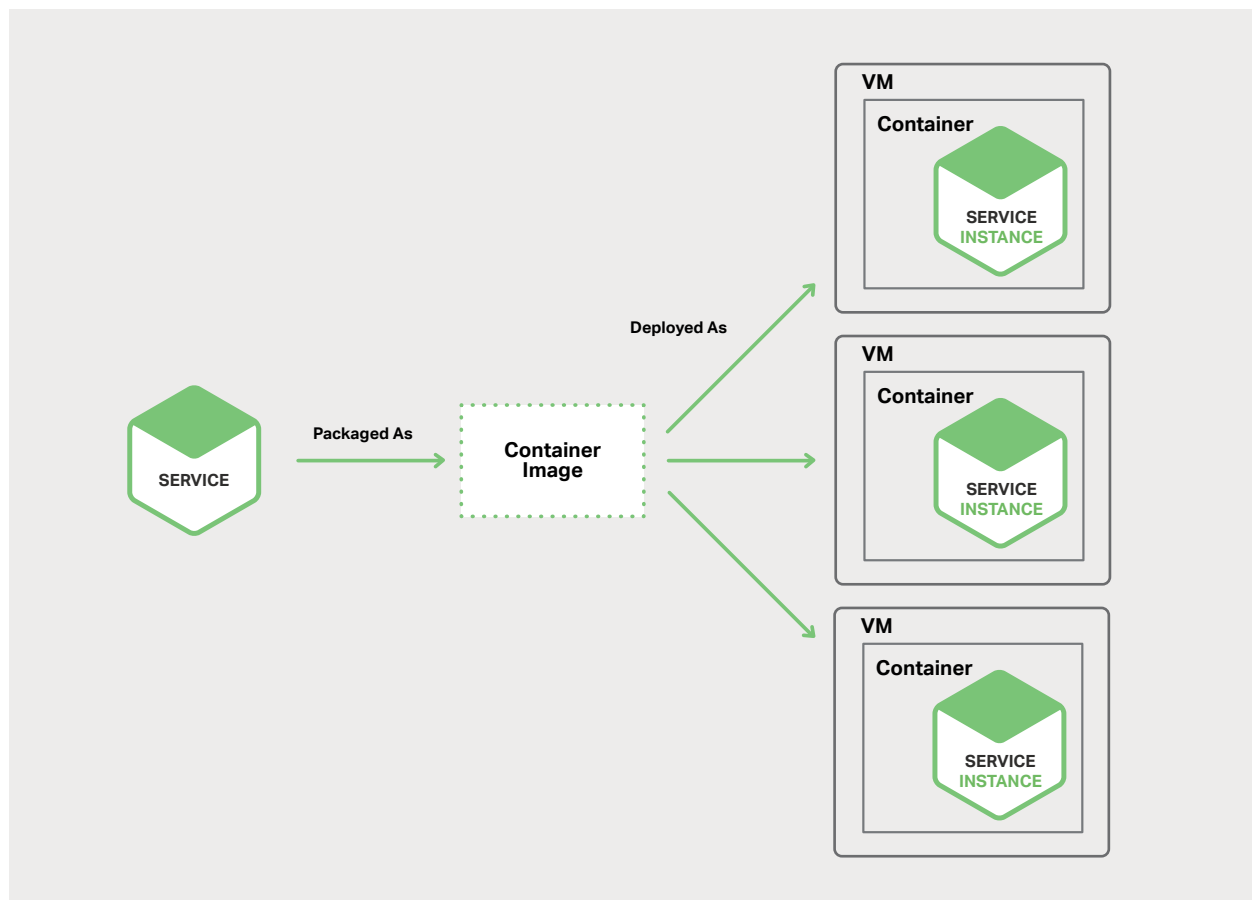 SERVICE
Packaged As
Container
Image
Deployed As
VM
Container
SERVICE
INSTANCE
VM
Container
SERVICE
INSTANCE
VM
Container
SERVICE
INSTANCE